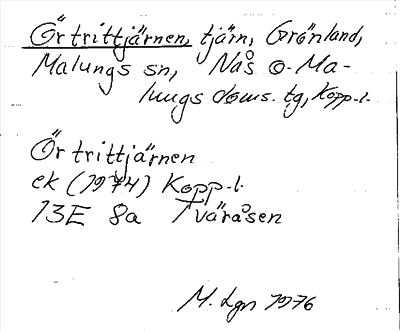 Örtrittjärnen, tjärn, Grönland,
Malungs sn, Nås o. Ma-
lungs doms. tg, Kopp.l.
Örtrittjärnen
ek (1974) Kopp.l.
13E 8a Tväråsen
M. Lgn 1976